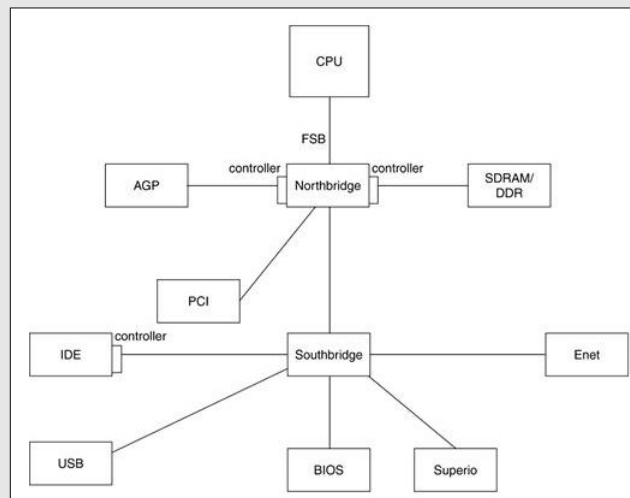 CPU
FSB
controller
controller
AGP
Northbridge
SDRAM/
DDR
PCI
controller
IDE
Southbridge
Enet
USB
BIOS
Superio